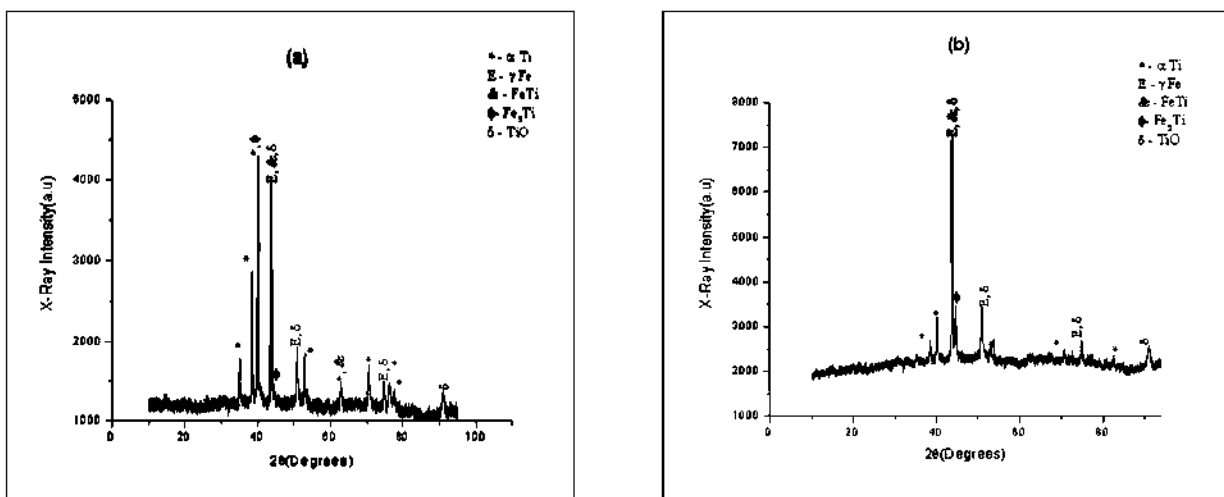 (a)
* - α Ti
E - γ Fe
& - FeTi
ф - Fe₂Ti
δ - TiO
X-Ray Intensity(a.u)
5000
4000
3000
2000
1000
*
*
*,ф
E,&,δ
ф
E,δ
*
*,&
*
E,δ
*
*
δ
0
20
40
60
80
100
2θ(Degrees)
(b)
* - α Ti
E - γ Fe
& - FeTi
ф - Fe₂Ti
δ - TiO
X-Ray Intensity(a.u)
8000
7000
6000
5000
4000
3000
2000
1000
E,&,δ
ф
*
*
E,δ
*
E,δ
*
δ
0
20
40
60
80
2θ(Degrees)